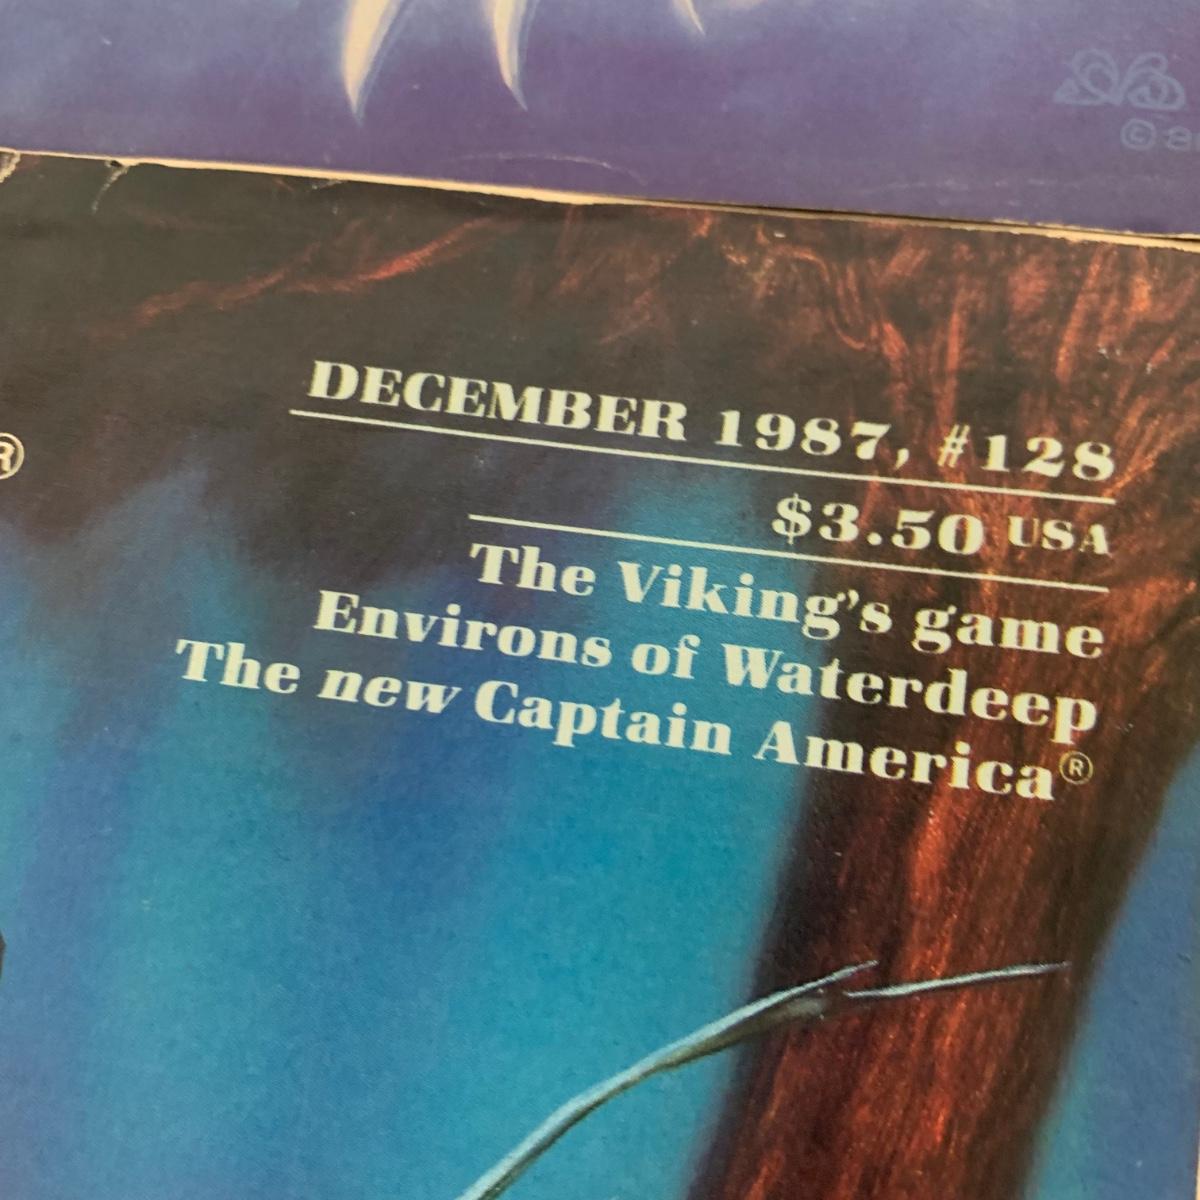 ®
DECEMBER 1987, #128
$3.50 USA
The Viking's game
Environs of Waterdeep
The new Captain America®